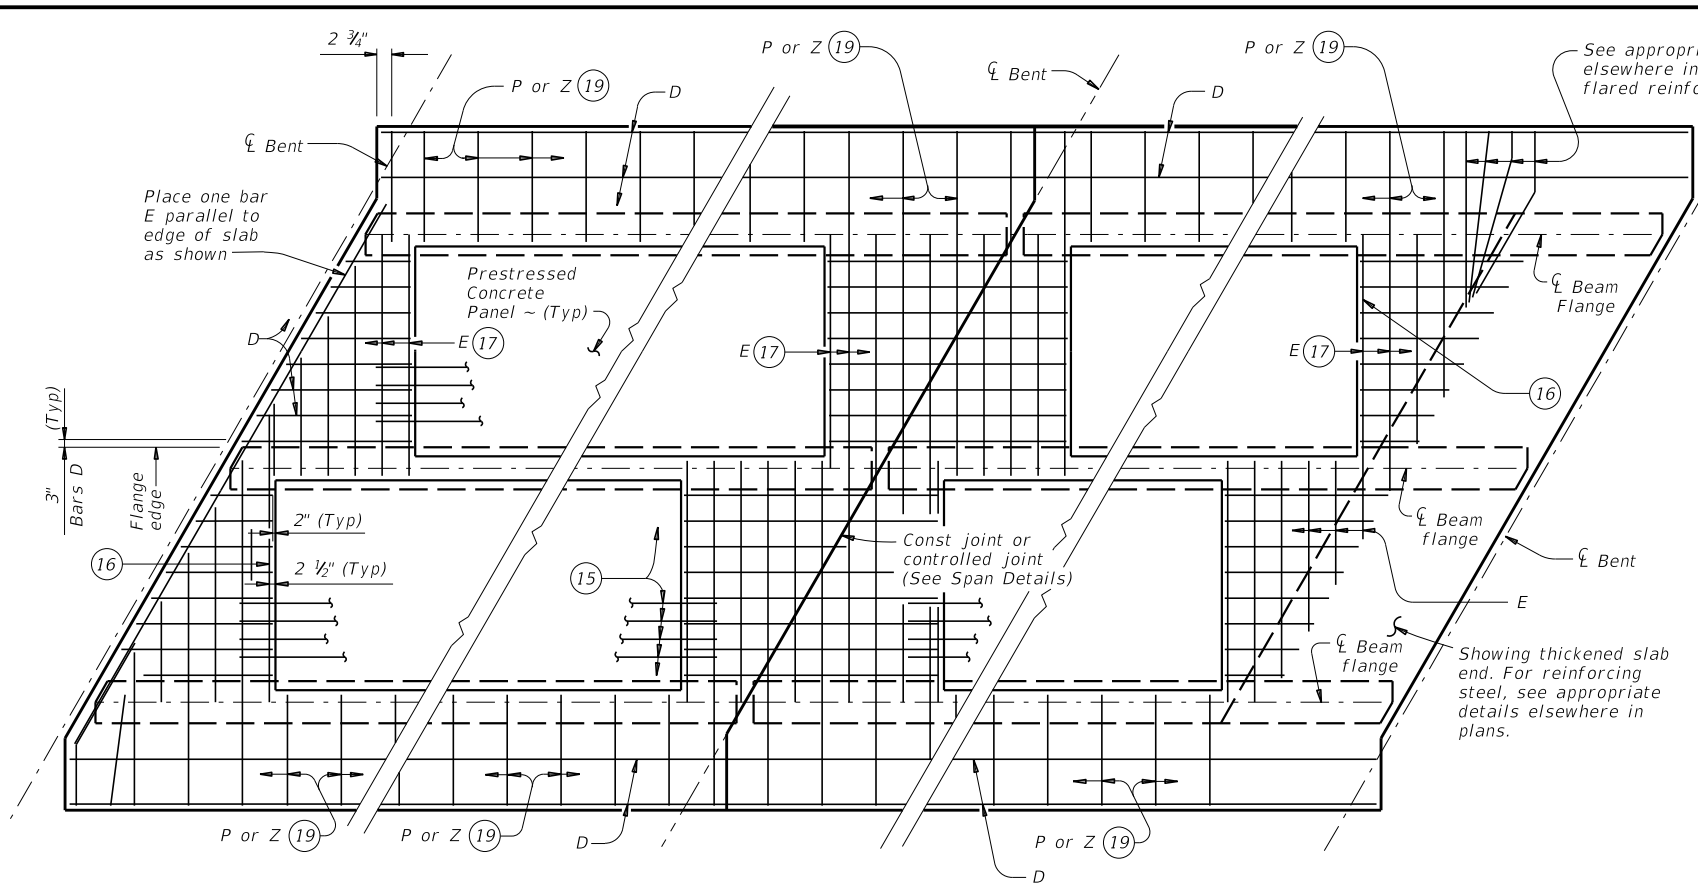 2 ¾"
P or Z 19
P or Z 19
D
℄ Bent
D
P or Z 19
See appropri
elsewhere in
flared reinfo
℄ Bent
Place one bar
E parallel to
edge of slab
as shown
Prestressed
Concrete
Panel ~ (Typ)
℄ Beam
Flange
D
E 17
E 17
E 17
16
(Typ)
3"
Bars D
Flange
edge
2" (Typ)
16
2 ½" (Typ)
15
Const joint or
controlled joint
(See Span Details)
℄ Beam
flange
℄ Bent
E
℄ Beam
flange
Showing thickened slab
end. For reinforcing
steel, see appropriate
details elsewhere in
plans.
P or Z 19
P or Z 19
D
P or Z 19
D